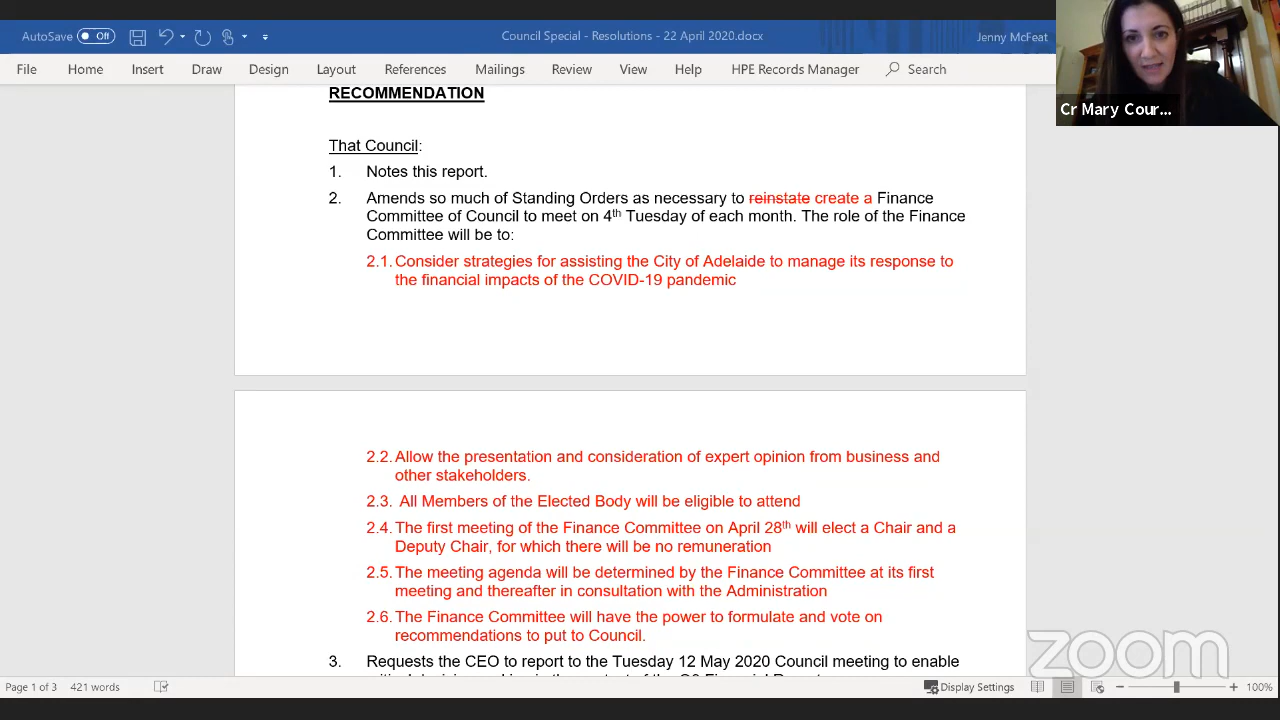 AutoSave Off Council Special - Resolutions - 22 April 2020.docx Jenny McFeat
File Home Insert Draw Design Layout References Mailings Review View Help HPE Records Manager Search
Cr Mary Cour...
RECOMMENDATION
That Council:
1. Notes this report.
2. Amends so much of Standing Orders as necessary to reinstate create a Finance
Committee of Council to meet on 4th Tuesday of each month. The role of the Finance
Committee will be to:
2.1. Consider strategies for assisting the City of Adelaide to manage its response to
the financial impacts of the COVID-19 pandemic
2.2. Allow the presentation and consideration of expert opinion from business and
other stakeholders.
2.3. All Members of the Elected Body will be eligible to attend
2.4. The first meeting of the Finance Committee on April 28th will elect a Chair and a
Deputy Chair, for which there will be no remuneration
2.5. The meeting agenda will be determined by the Finance Committee at its first
meeting and thereafter in consultation with the Administration
2.6. The Finance Committee will have the power to formulate and vote on
recommendations to put to Council.
3. Requests the CEO to report to the Tuesday 12 May 2020 Council meeting to enable
zoom
Page 1 of 3 421 words Display Settings 100%